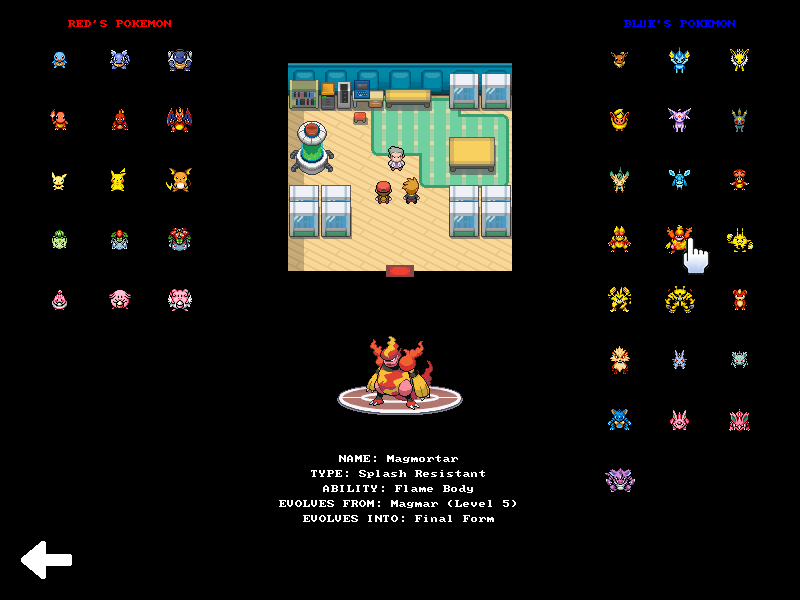 RED'S POKEMON
BLUE'S POKEMON
NAME: Magmortar
TYPE: Splash Resistant
ABILITY: Flame Body
EVOLVES FROM: Magmar (Level 5)
EVOLVES INTO: Final Form